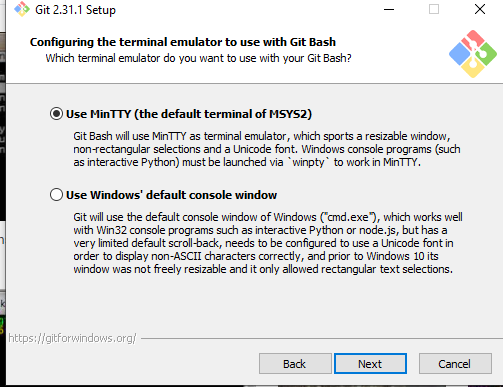 Git 2.31.1 Setup
Configuring the terminal emulator to use with Git Bash
Which terminal emulator do you want to use with your Git Bash?
Use MinTTY (the default terminal of MSYS2)
Git Bash will use MinTTY as terminal emulator, which sports a resizable window,
non-rectangular selections and a Unicode font. Windows console programs (such
as interactive Python) must be launched via `winpty` to work in MinTTY.
Use Windows' default console window
Git will use the default console window of Windows ("cmd.exe"), which works well
with Win32 console programs such as interactive Python or node.js, but has a
very limited default scroll-back, needs to be configured to use a Unicode font in
order to display non-ASCII characters correctly, and prior to Windows 10 its
window was not freely resizable and it only allowed rectangular text selections.
https://gitforwindows.org/
Back
Next
Cancel